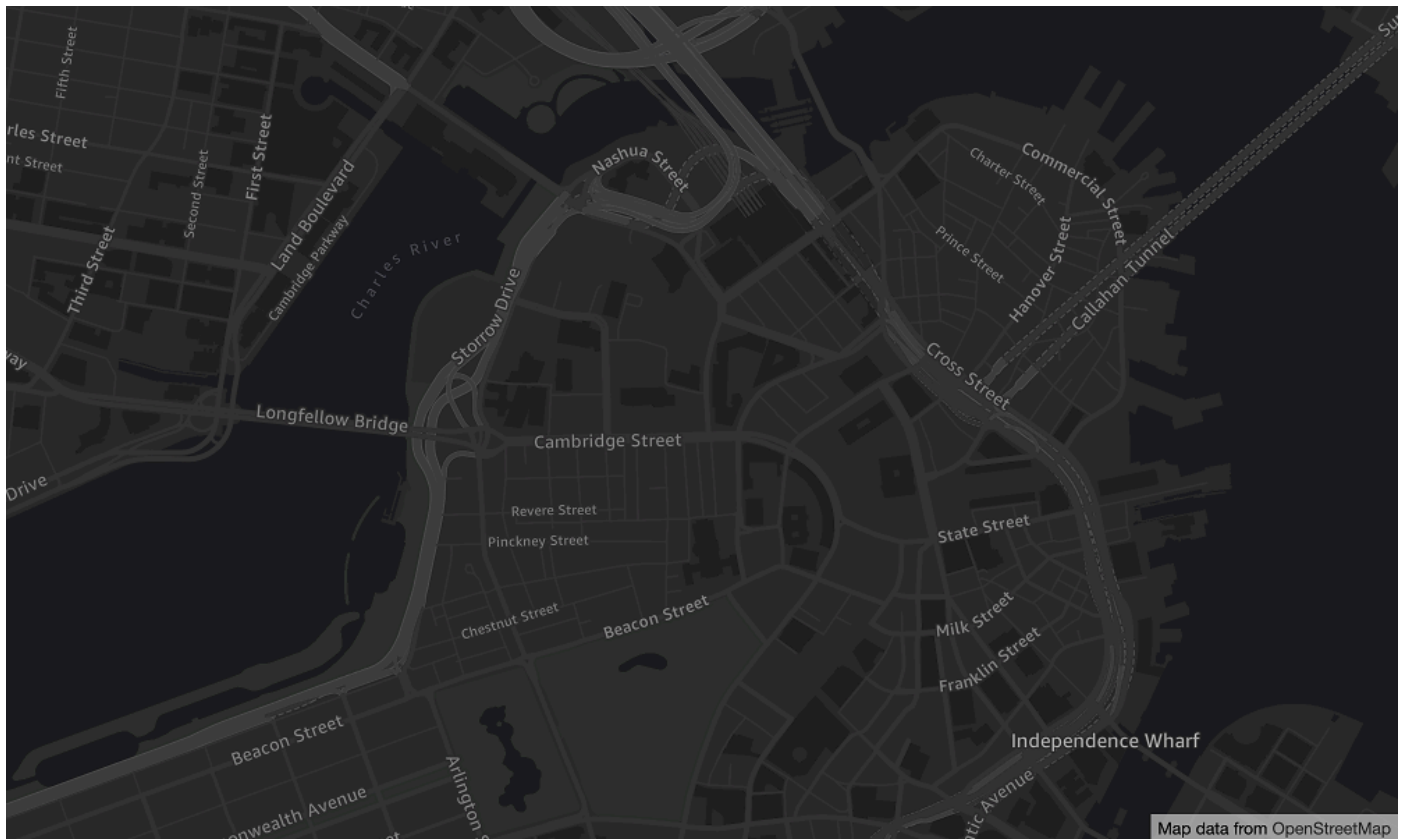 Fifth Street
rles Street
nt Street
Second Street
First Street
Land Boulevard
Cambridge Parkway
Third Street
Charles River
Nashua Street
Storrow Drive
Charter Street
Commercial Street
Prince Street
Hanover Street
Callahan Tunnel
Su
Cross Street
way
Longfellow Bridge
Cambridge Street
Drive
Revere Street
Pinckney Street
State Street
Chestnut Street
Beacon Street
Milk Street
Franklin Street
Beacon Street
Independence Wharf
onwealth Avenue
Arlington S
tic Avenue
Map data from OpenStreetMap